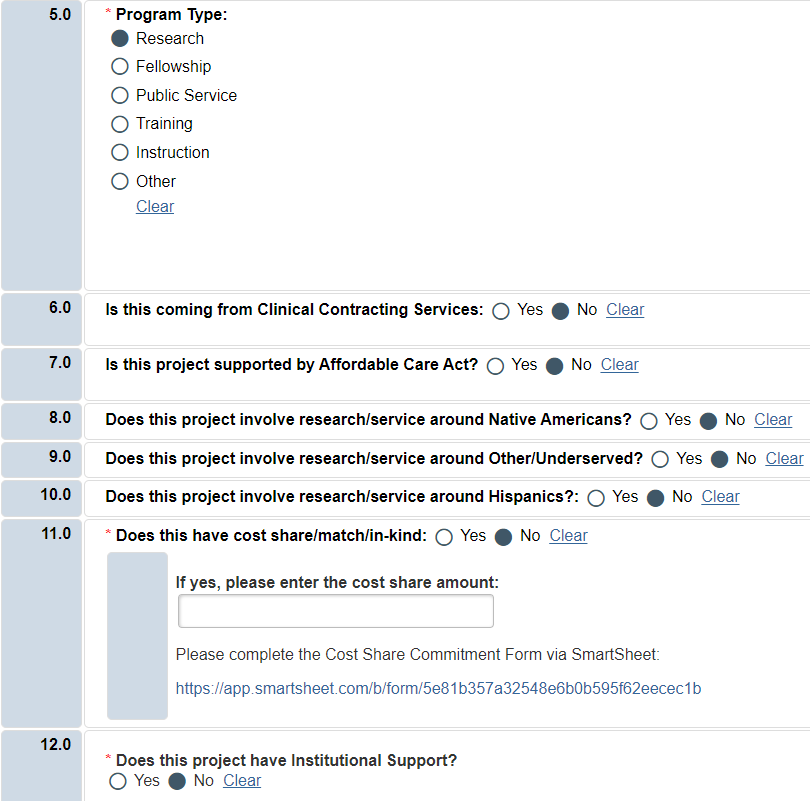 5.0 * Program Type:
Research
Fellowship
Public Service
Training
Instruction
Other
Clear
6.0 Is this coming from Clinical Contracting Services: Yes No Clear
7.0 Is this project supported by Affordable Care Act? Yes No Clear
8.0 Does this project involve research/service around Native Americans? Yes No Clear
9.0 Does this project involve research/service around Other/Underserved? Yes No Clear
10.0 Does this project involve research/service around Hispanics?: Yes No Clear
11.0 * Does this have cost share/match/in-kind: Yes No Clear
If yes, please enter the cost share amount:
Please complete the Cost Share Commitment Form via SmartSheet:
https://app.smartsheet.com/b/form/5e81b357a32548e6b0b595f62eecec1b
12.0
* Does this project have Institutional Support?
Yes No Clear